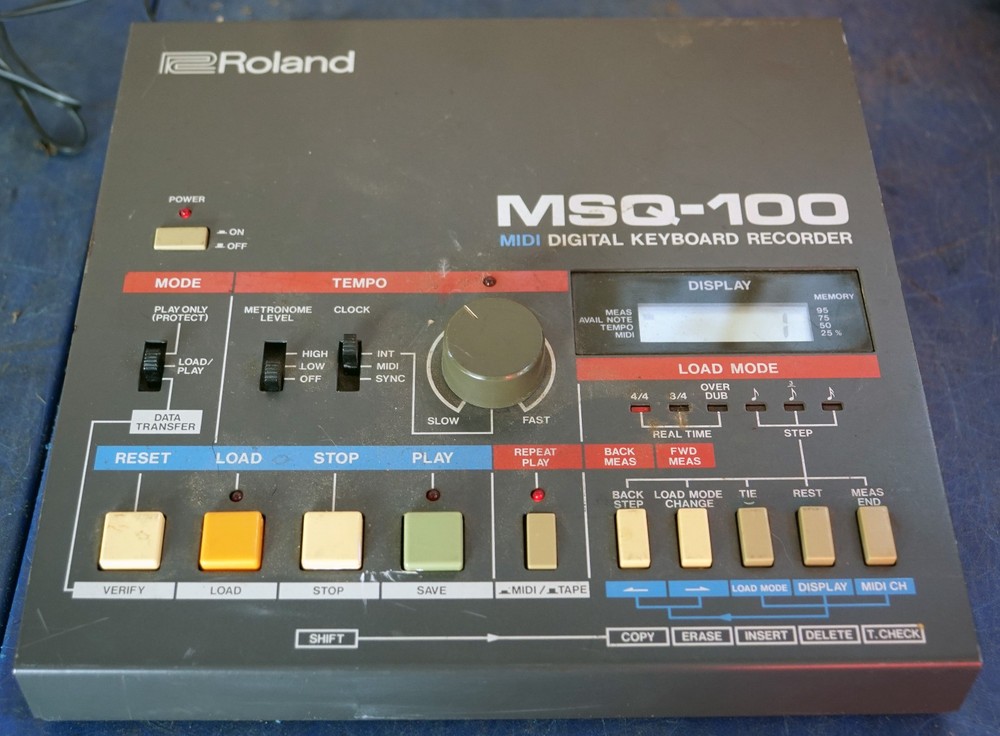 Roland
POWER
ON
OFF
MSQ-100
MIDI DIGITAL KEYBOARD RECORDER
MODE
TEMPO
PLAY ONLY
(PROTECT)
LOAD/
PLAY
DATA
TRANSFER
METRONOME
LEVEL
HIGH
LOW
OFF
CLOCK
INT
MIDI
SYNC
SLOW
FAST
DISPLAY
MEAS
AVAIL NOTE
TEMPO
MIDI
1
MEMORY
95
75
50
25 %
LOAD MODE
4/4
3/4
OVER
DUB
♪
3
♪
REAL TIME
STEP
RESET
LOAD
STOP
PLAY
REPEAT
PLAY
BACK
MEAS
FWD
MEAS
BACK
STEP
LOAD MODE
CHANGE
TIE
REST
MEAS
END
VERIFY
LOAD
STOP
SAVE
MIDI / TAPE
LOAD MODE
DISPLAY
MIDI CH
SHIFT
COPY
ERASE
INSERT
DELETE
T.CHECK